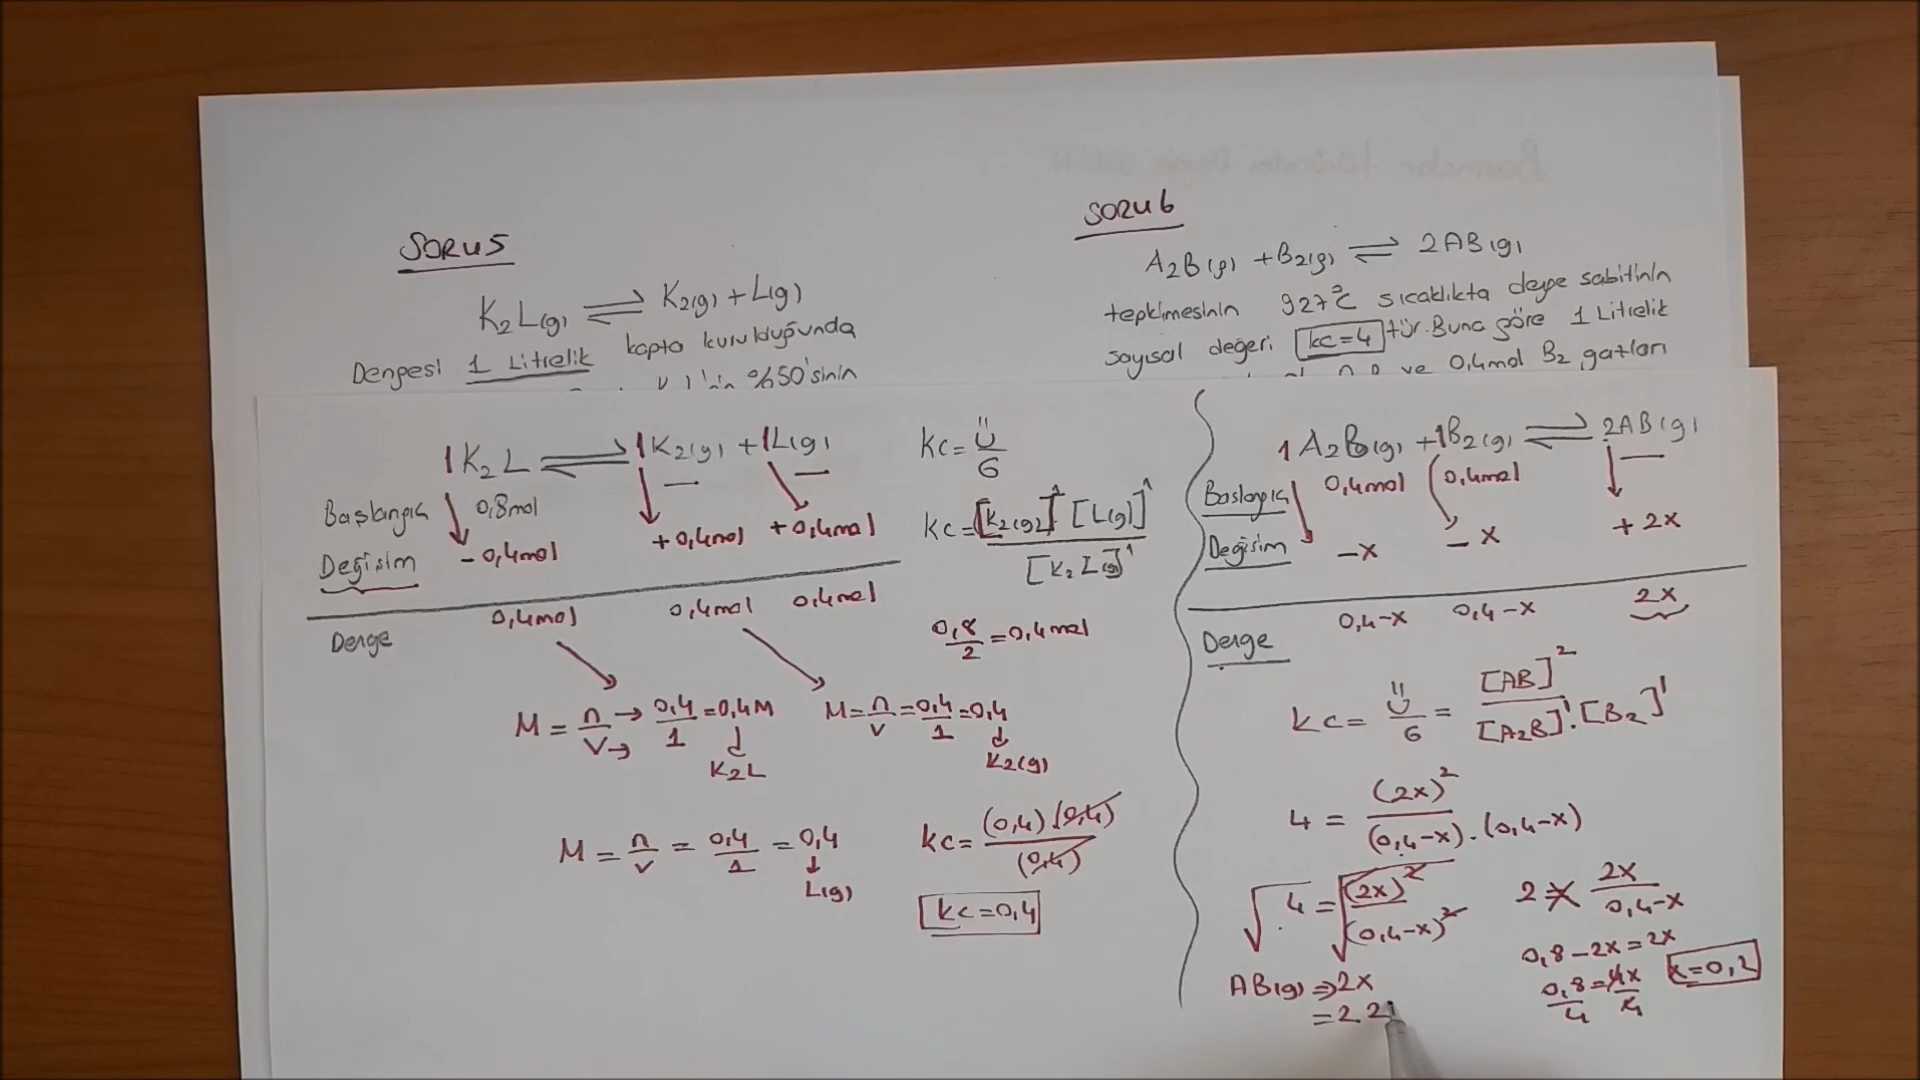 SORU 5
K₂L(g) ⇌ K₂(g) + L(g)
Dengesi 1 Litrelik kapta kurulduğunda
%50'sinin
SORU 6
A₂B(g) + B₂(g) ⇌ 2AB(g)
tepkimesinin 927°C sıcaklıkta denge sabitinin
sayısal değeri kc=4 tür. Buna göre 1 Litrelik
ve 0,4mol B₂ gazları
1K₂L ⇌ 1K₂(g) + 1L(g)
Başlangıç 0,8mol — —
Değişim -0,4mol +0,4mol +0,4mol
0,4mol 0,4mol 0,4mol
Denge
M = n/V → 0,4/1 = 0,4M
K₂L
M = n/V = 0,4/1 = 0,4
K₂(g)
M = n/V = 0,4/1 = 0,4
L(g)
kc = Ü/G
kc = [K₂(g)]¹ [L(g)]¹ / [K₂L(g)]¹
0,8/2 = 0,4mol
kc = (0,4).(0,4) / (0,4)
kc = 0,4
1A₂B(g) + 1B₂(g) ⇌ 2AB(g)
Başlangıç 0,4mol 0,4mol —
Değişim -x -x +2x
0,4-x 0,4-x 2x
Denge
kc = Ü/G = [AB]² / [A₂B]¹.[B₂]¹
4 = (2x)² / (0,4-x).(0,4-x)
√4 = √(2x)² / (0,4-x)²
2 = 2x / 0,4-x
0,8-2x=2x
0,8/4 = 4x/4
x=0,2
AB(g) ⇒ 2x
= 2.